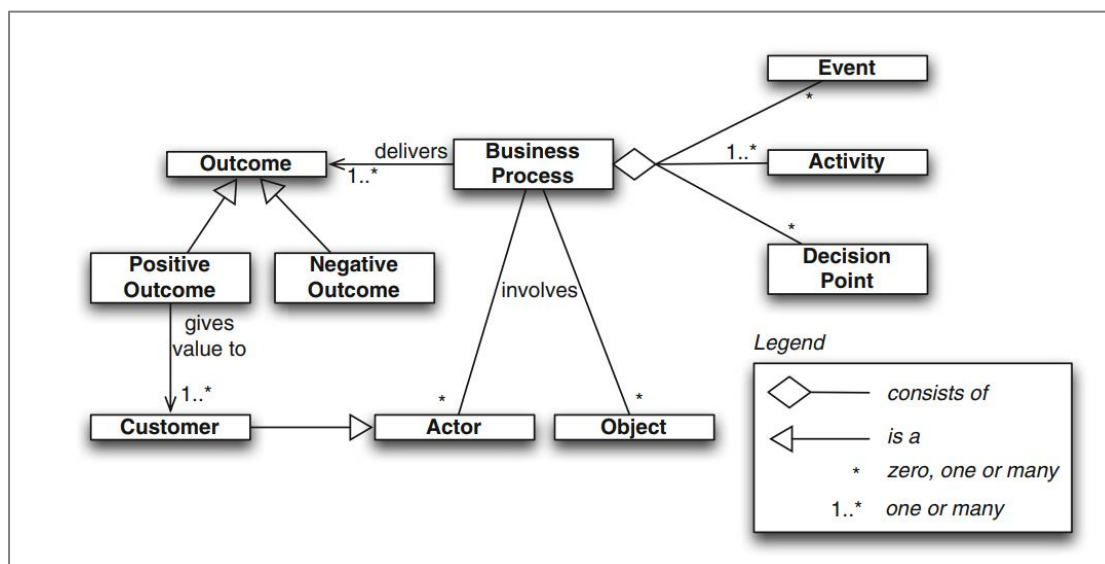 Event
*
delivers
Business
Process
1..*
Activity
Outcome
1..*
*
Decision
Point
Positive
Outcome
Negative
Outcome
involves
gives
value to
1..*
*
*
Customer
Actor
Object
Legend
consists of
is a
* zero, one or many
1..* one or many